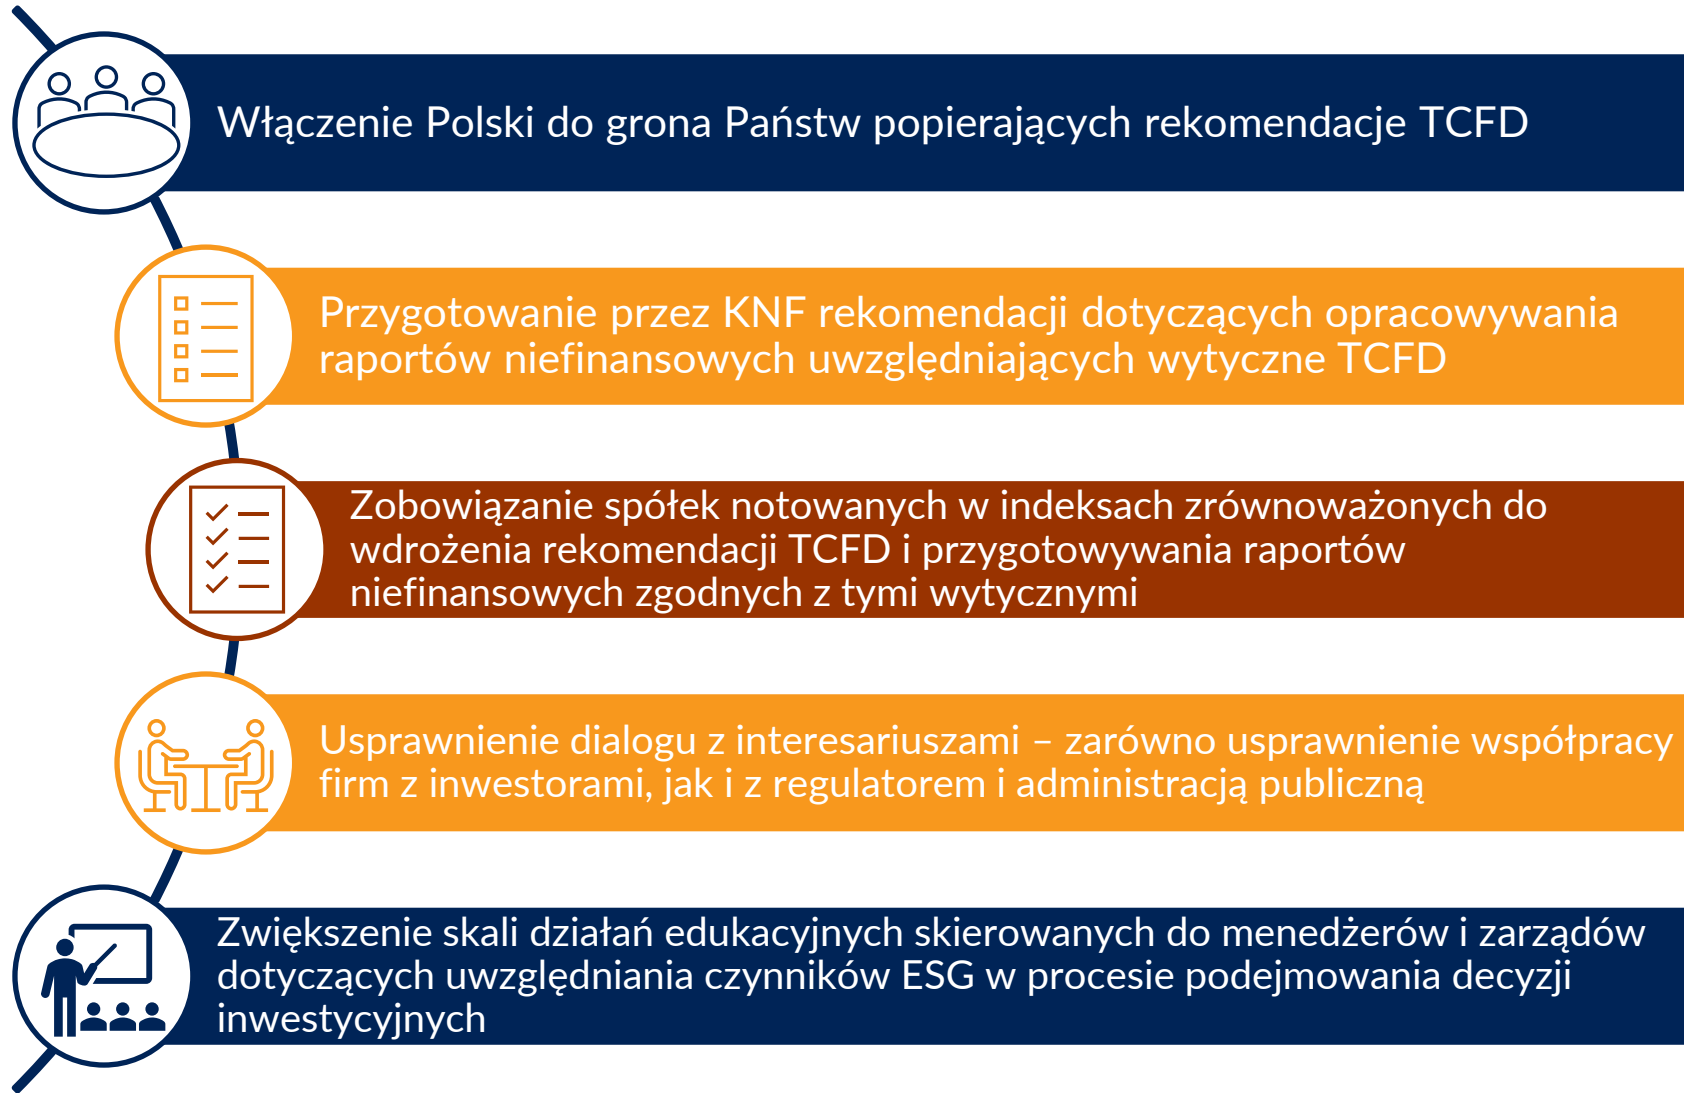 Włączenie Polski do grona Państw popierających rekomendacje TCFD
Przygotowanie przez KNF rekomendacji dotyczących opracowywania
raportów niefinansowych uwzględniających wytyczne TCFD
Zobowiązanie spółek notowanych w indeksach zrównoważonych do
wdrożenia rekomendacji TCFD i przygotowywania raportów
niefinansowych zgodnych z tymi wytycznymi
Usprawnienie dialogu z interesariuszami – zarówno usprawnienie współpracy
firm z inwestorami, jak i z regulatorem i administracją publiczną
Zwiększenie skali działań edukacyjnych skierowanych do menedżerów i zarządów
dotyczących uwzględniania czynników ESG w procesie podejmowania decyzji
inwestycyjnych